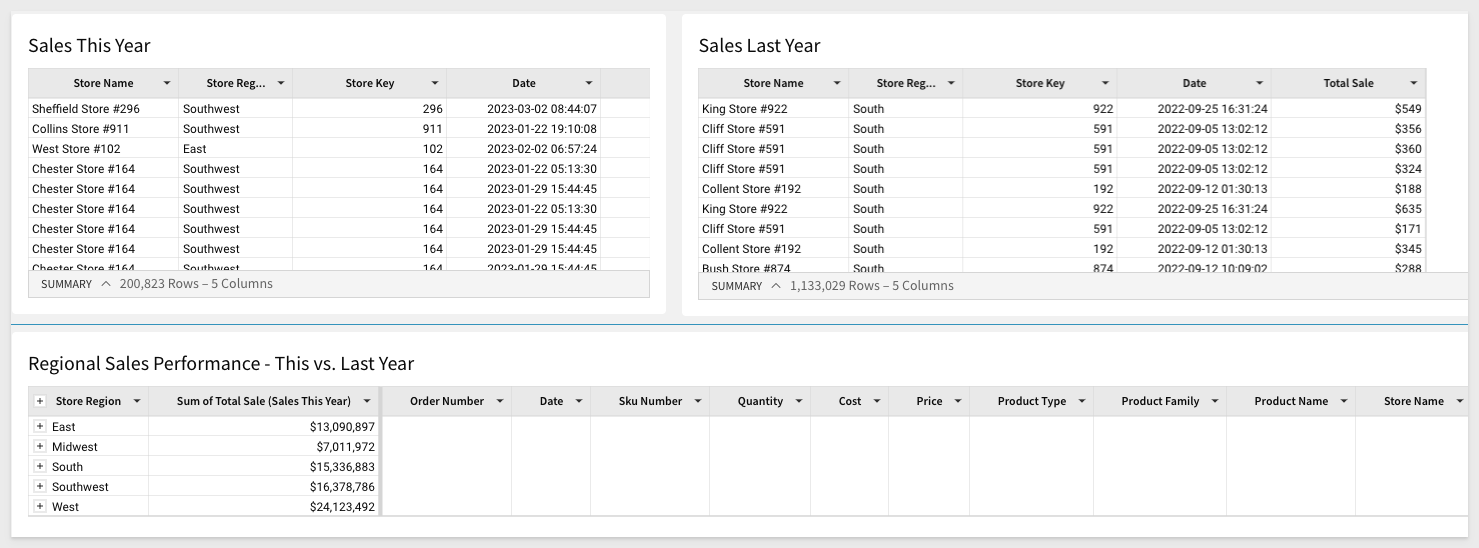 Sales This Year
Store Name Store Reg... Store Key Date
Sheffield Store #296 Southwest 296 2023-03-02 08:44:07
Collins Store #911 Southwest 911 2023-01-22 19:10:08
West Store #102 East 102 2023-02-02 06:57:24
Chester Store #164 Southwest 164 2023-01-22 05:13:30
Chester Store #164 Southwest 164 2023-01-29 15:44:45
Chester Store #164 Southwest 164 2023-01-22 05:13:30
Chester Store #164 Southwest 164 2023-01-29 15:44:45
Chester Store #164 Southwest 164 2023-01-29 15:44:45
Chester Store #164 Southwest 164 2023-01-29 15:44:45
SUMMARY 200,823 Rows – 5 Columns
Sales Last Year
Store Name Store Reg... Store Key Date Total Sale
King Store #922 South 922 2022-09-25 16:31:24 $549
Cliff Store #591 South 591 2022-09-05 13:02:12 $356
Cliff Store #591 South 591 2022-09-05 13:02:12 $360
Cliff Store #591 South 591 2022-09-05 13:02:12 $324
Collent Store #192 South 192 2022-09-12 01:30:13 $188
King Store #922 South 922 2022-09-25 16:31:24 $635
Cliff Store #591 South 591 2022-09-05 13:02:12 $171
Collent Store #192 South 192 2022-09-12 01:30:13 $345
Bush Store #874 South 874 2022-09-12 10:09:02 $288
SUMMARY 1,133,029 Rows – 5 Columns
Regional Sales Performance - This vs. Last Year
Store Region Sum of Total Sale (Sales This Year) Order Number Date Sku Number Quantity Cost Price Product Type Product Family Product Name Store Name
East $13,090,897
Midwest $7,011,972
South $15,336,883
Southwest $16,378,786
West $24,123,492